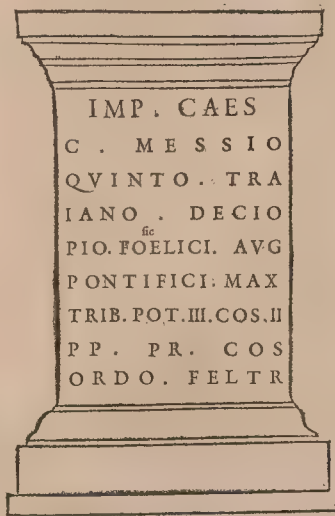 IMP. CAES
C . MESSIO
QVINTO . TRA
IANO . DECIO
sic
PIO. FOELICI. AVG
PONTIFICI. MAX
TRIB. POT. III. COS. II
PP . PR . COS
ORDO . FELTR